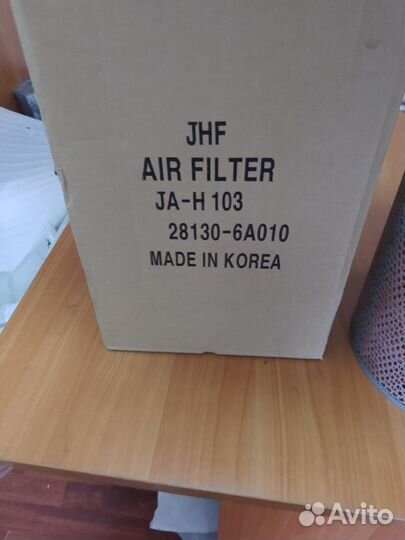 JHF
AIR FILTER
JA-H 103
28130-6A010
MADE IN KOREA
Avito